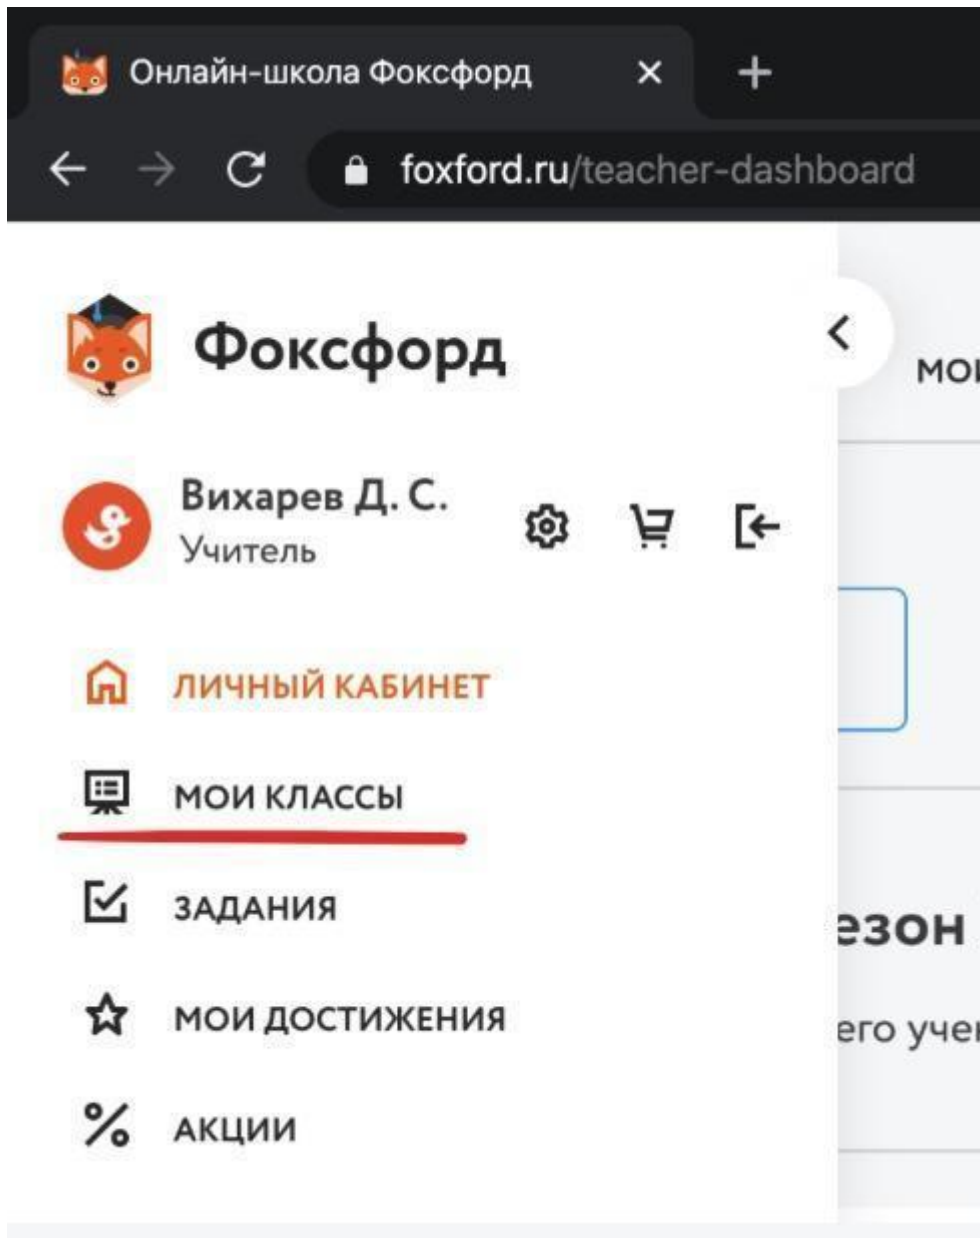 Онлайн-школа Фоксфорд
foxford.ru/teacher-dashboard
Фоксфорд
Вихарев Д. С.
Учитель
ЛИЧНЫЙ КАБИНЕТ
МОИ КЛАССЫ
ЗАДАНИЯ
МОИ ДОСТИЖЕНИЯ
АКЦИИ